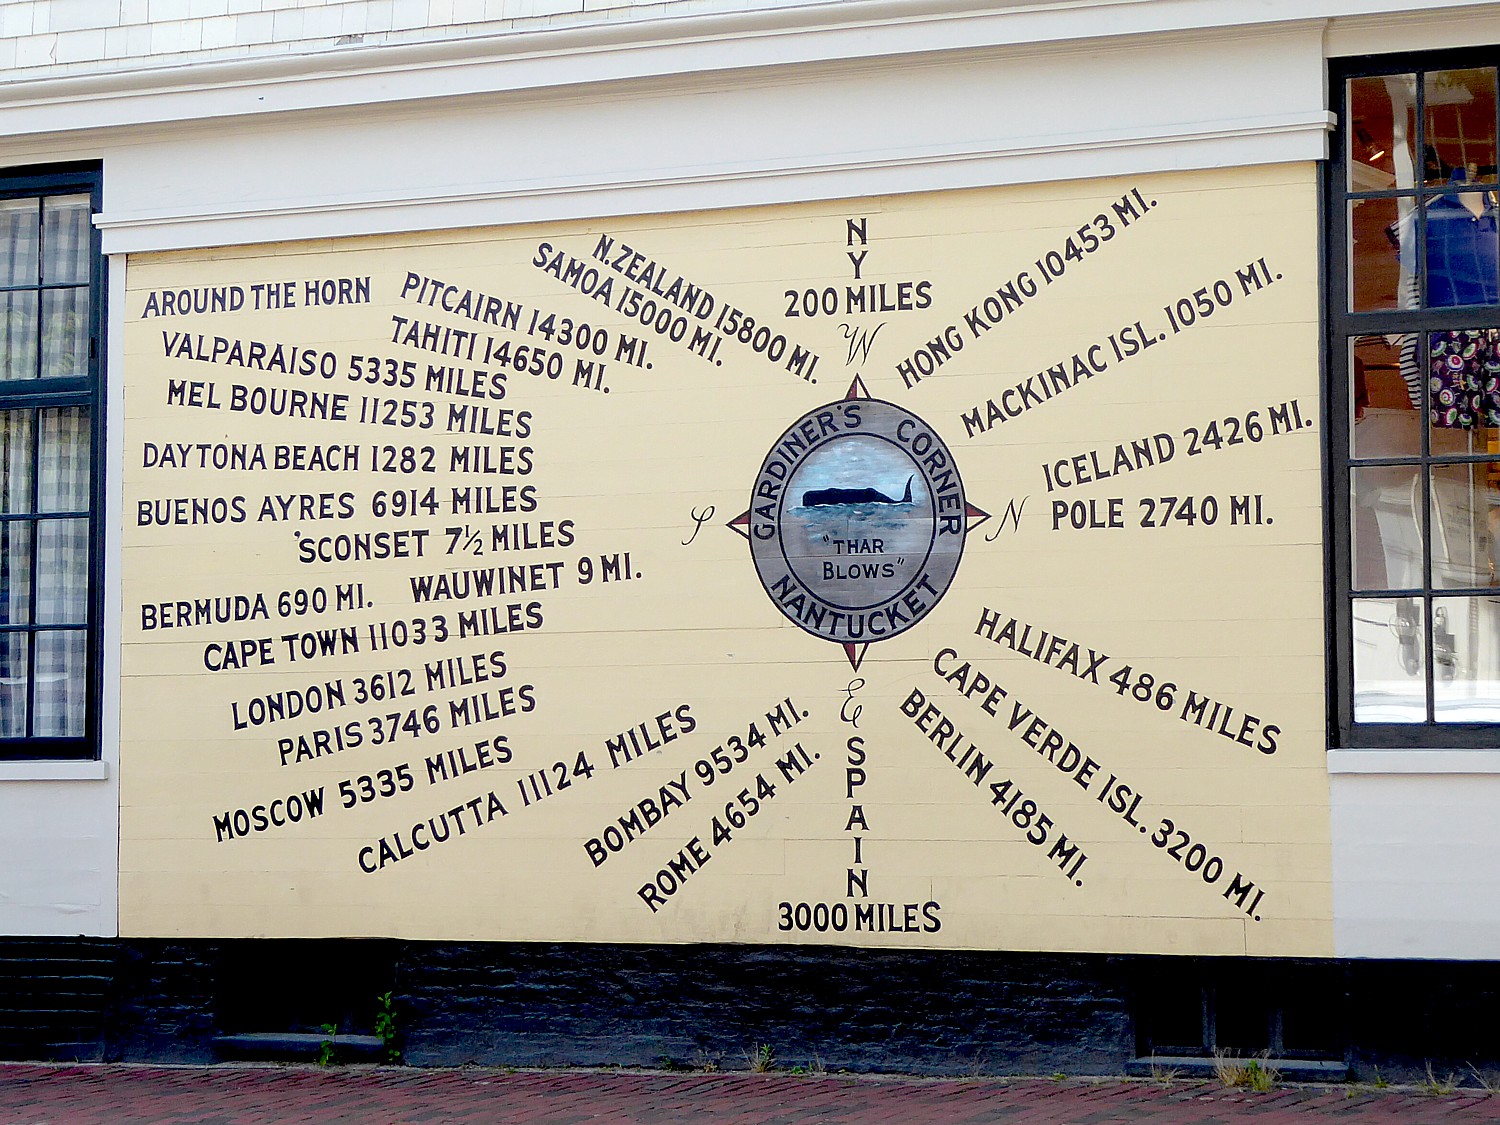 N. ZEALAND 15800 MI.
SAMOA 15000 MI.
AROUND THE HORN
PITCAIRN 14300 MI.
TAHITI 14650 MI.
VALPARAISO 5335 MILES
MEL BOURNE 11253 MILES
DAYTONA BEACH 1282 MILES
BUENOS AYRES 6914 MILES
'SCONSET 7½ MILES
BERMUDA 690 MI.
WAUWINET 9 MI.
CAPE TOWN 11033 MILES
LONDON 3612 MILES
PARIS 3746 MILES
MOSCOW 5335 MILES
CALCUTTA 11124 MILES
BOMBAY 9534 MI.
ROME 4654 MI.
NY
200 MILES
W
S
GARDINER'S CORNER
"THAR
BLOWS"
NANTUCKET
N
E
SPAIN
3000 MILES
HONG KONG 10453 MI.
MACKINAC ISL. 1050 MI.
ICELAND 2426 MI.
POLE 2740 MI.
HALIFAX 486 MILES
CAPE VERDE ISL. 3200 MI.
BERLIN 4185 MI.